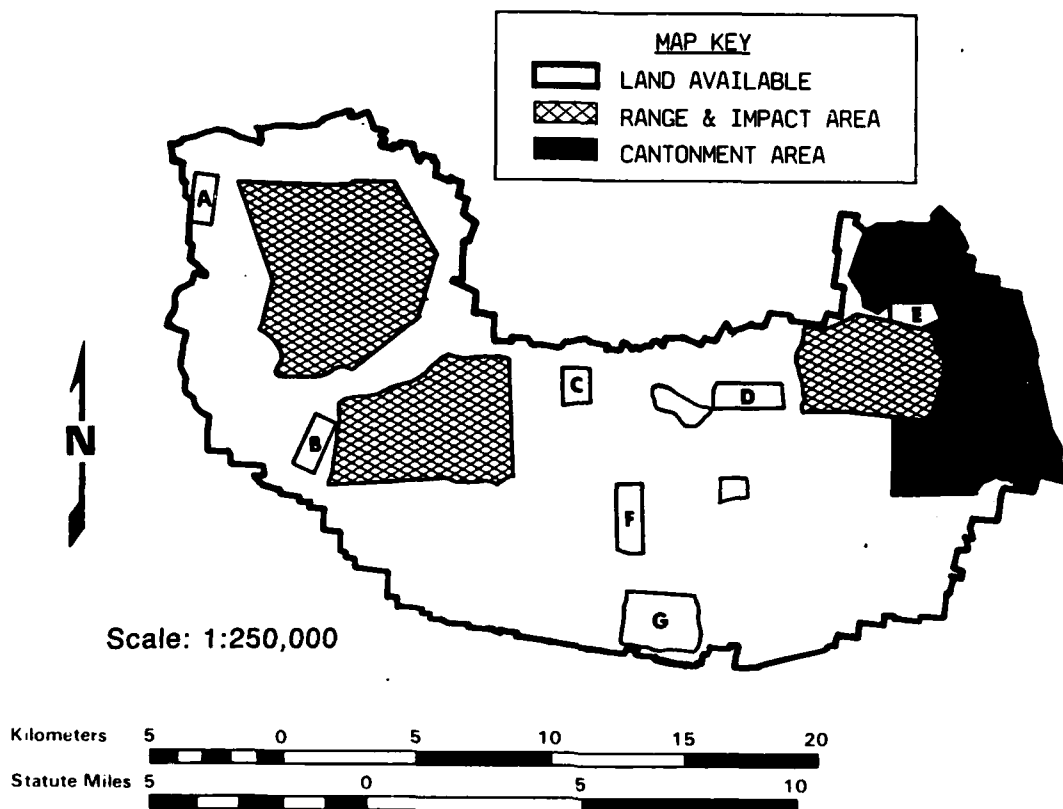 MAP KEY
LAND AVAILABLE
RANGE & IMPACT AREA
CANTONMENT AREA
A
E
C
D
B
N
F
G
Scale: 1:250,000
Kilometers 5 0 5 10 15 20
Statute Miles 5 0 5 10